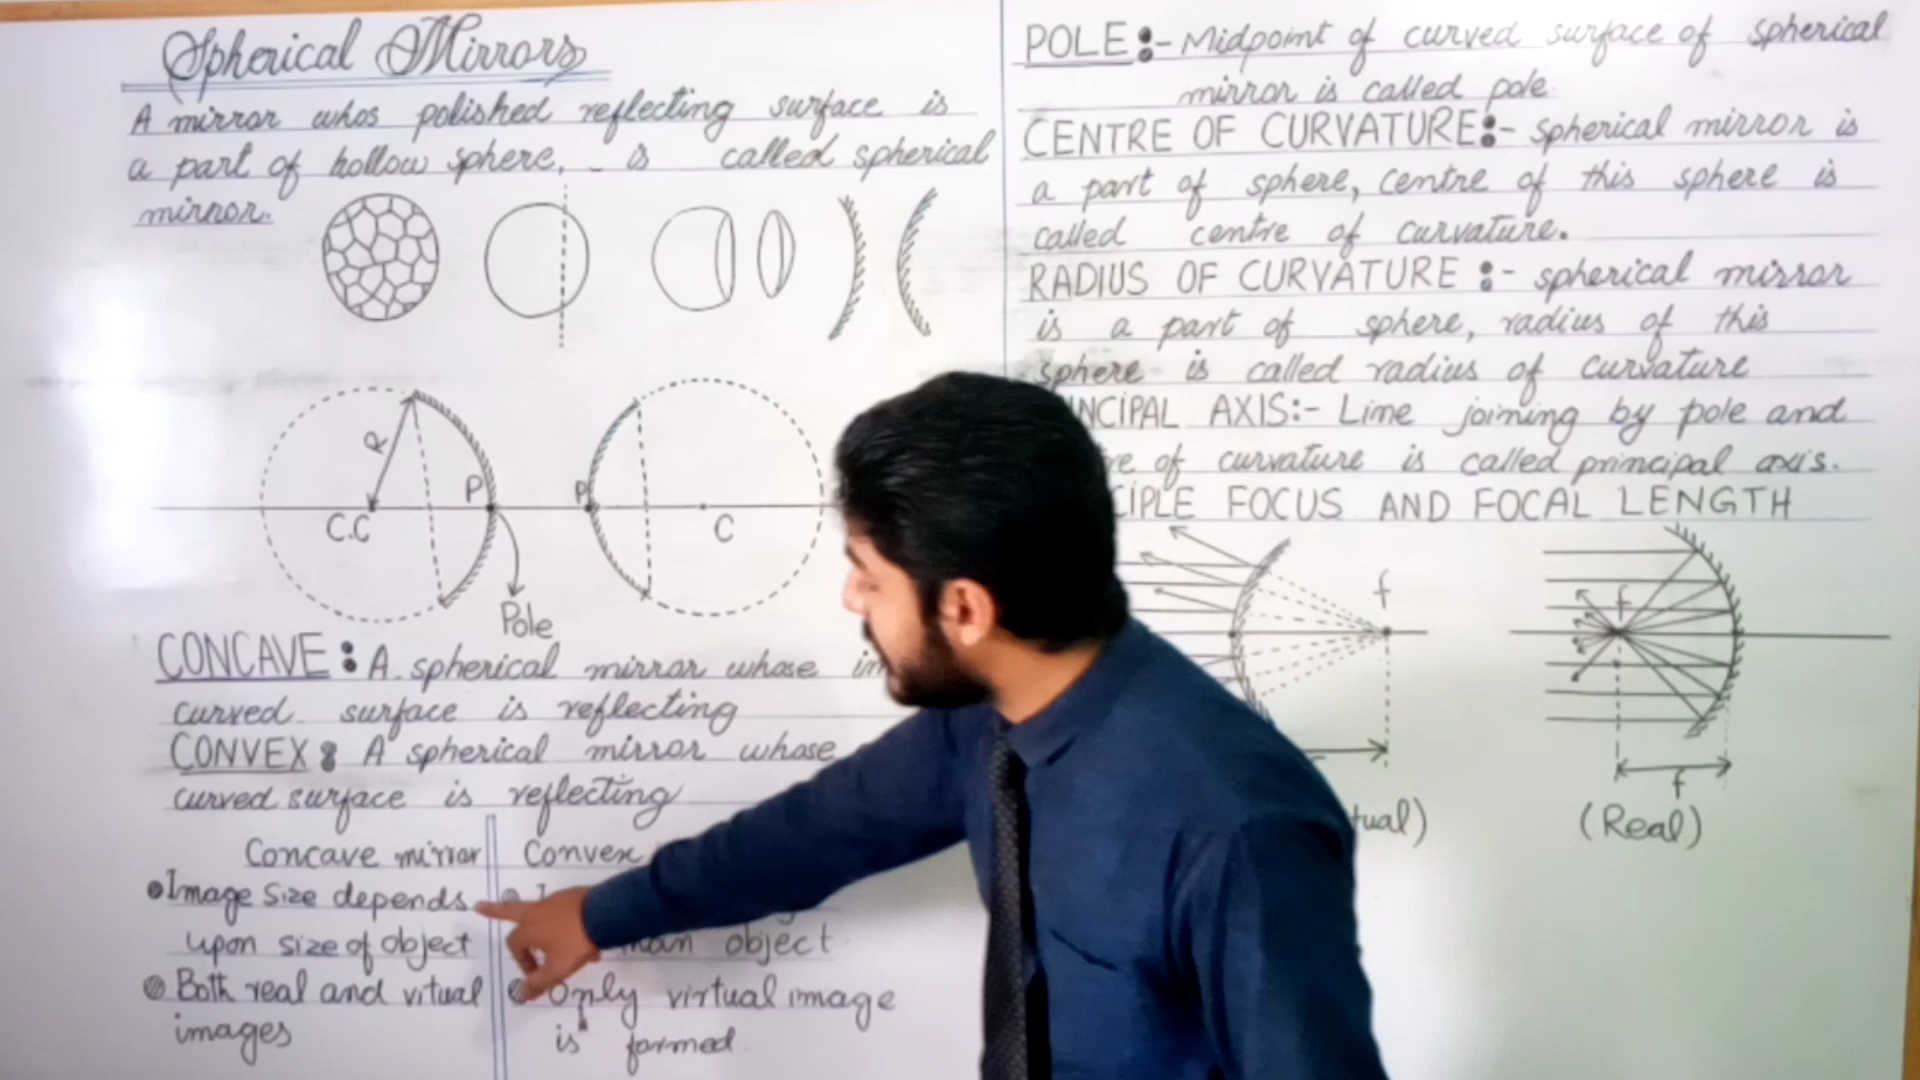 Spherical Mirrors
A mirror whos polished reflecting surface is
a part of hollow sphere, is called spherical
mirror.
R
P
C.C
Pole
P
C
CONCAVE: A spherical mirror whose
curved surface is reflecting
CONVEX: A spherical mirror whose
curved surface is reflecting
Concave mirror
Image Size depends
upon size of object
Both real and vitual
images
Convex
object
Only virtual image
is formed
POLE:- Midpoint of curved surface of spherical
mirror is called pole
CENTRE OF CURVATURE:- spherical mirror is
a part of sphere, centre of this sphere is
called centre of curvature.
RADIUS OF CURVATURE :- spherical mirror
is a part of sphere, radius of this
sphere is called radius of curvature
AXIS:- Line joining by pole and
of curvature is called principal axis.
FOCUS AND FOCAL LENGTH
f
f
f
(Real)